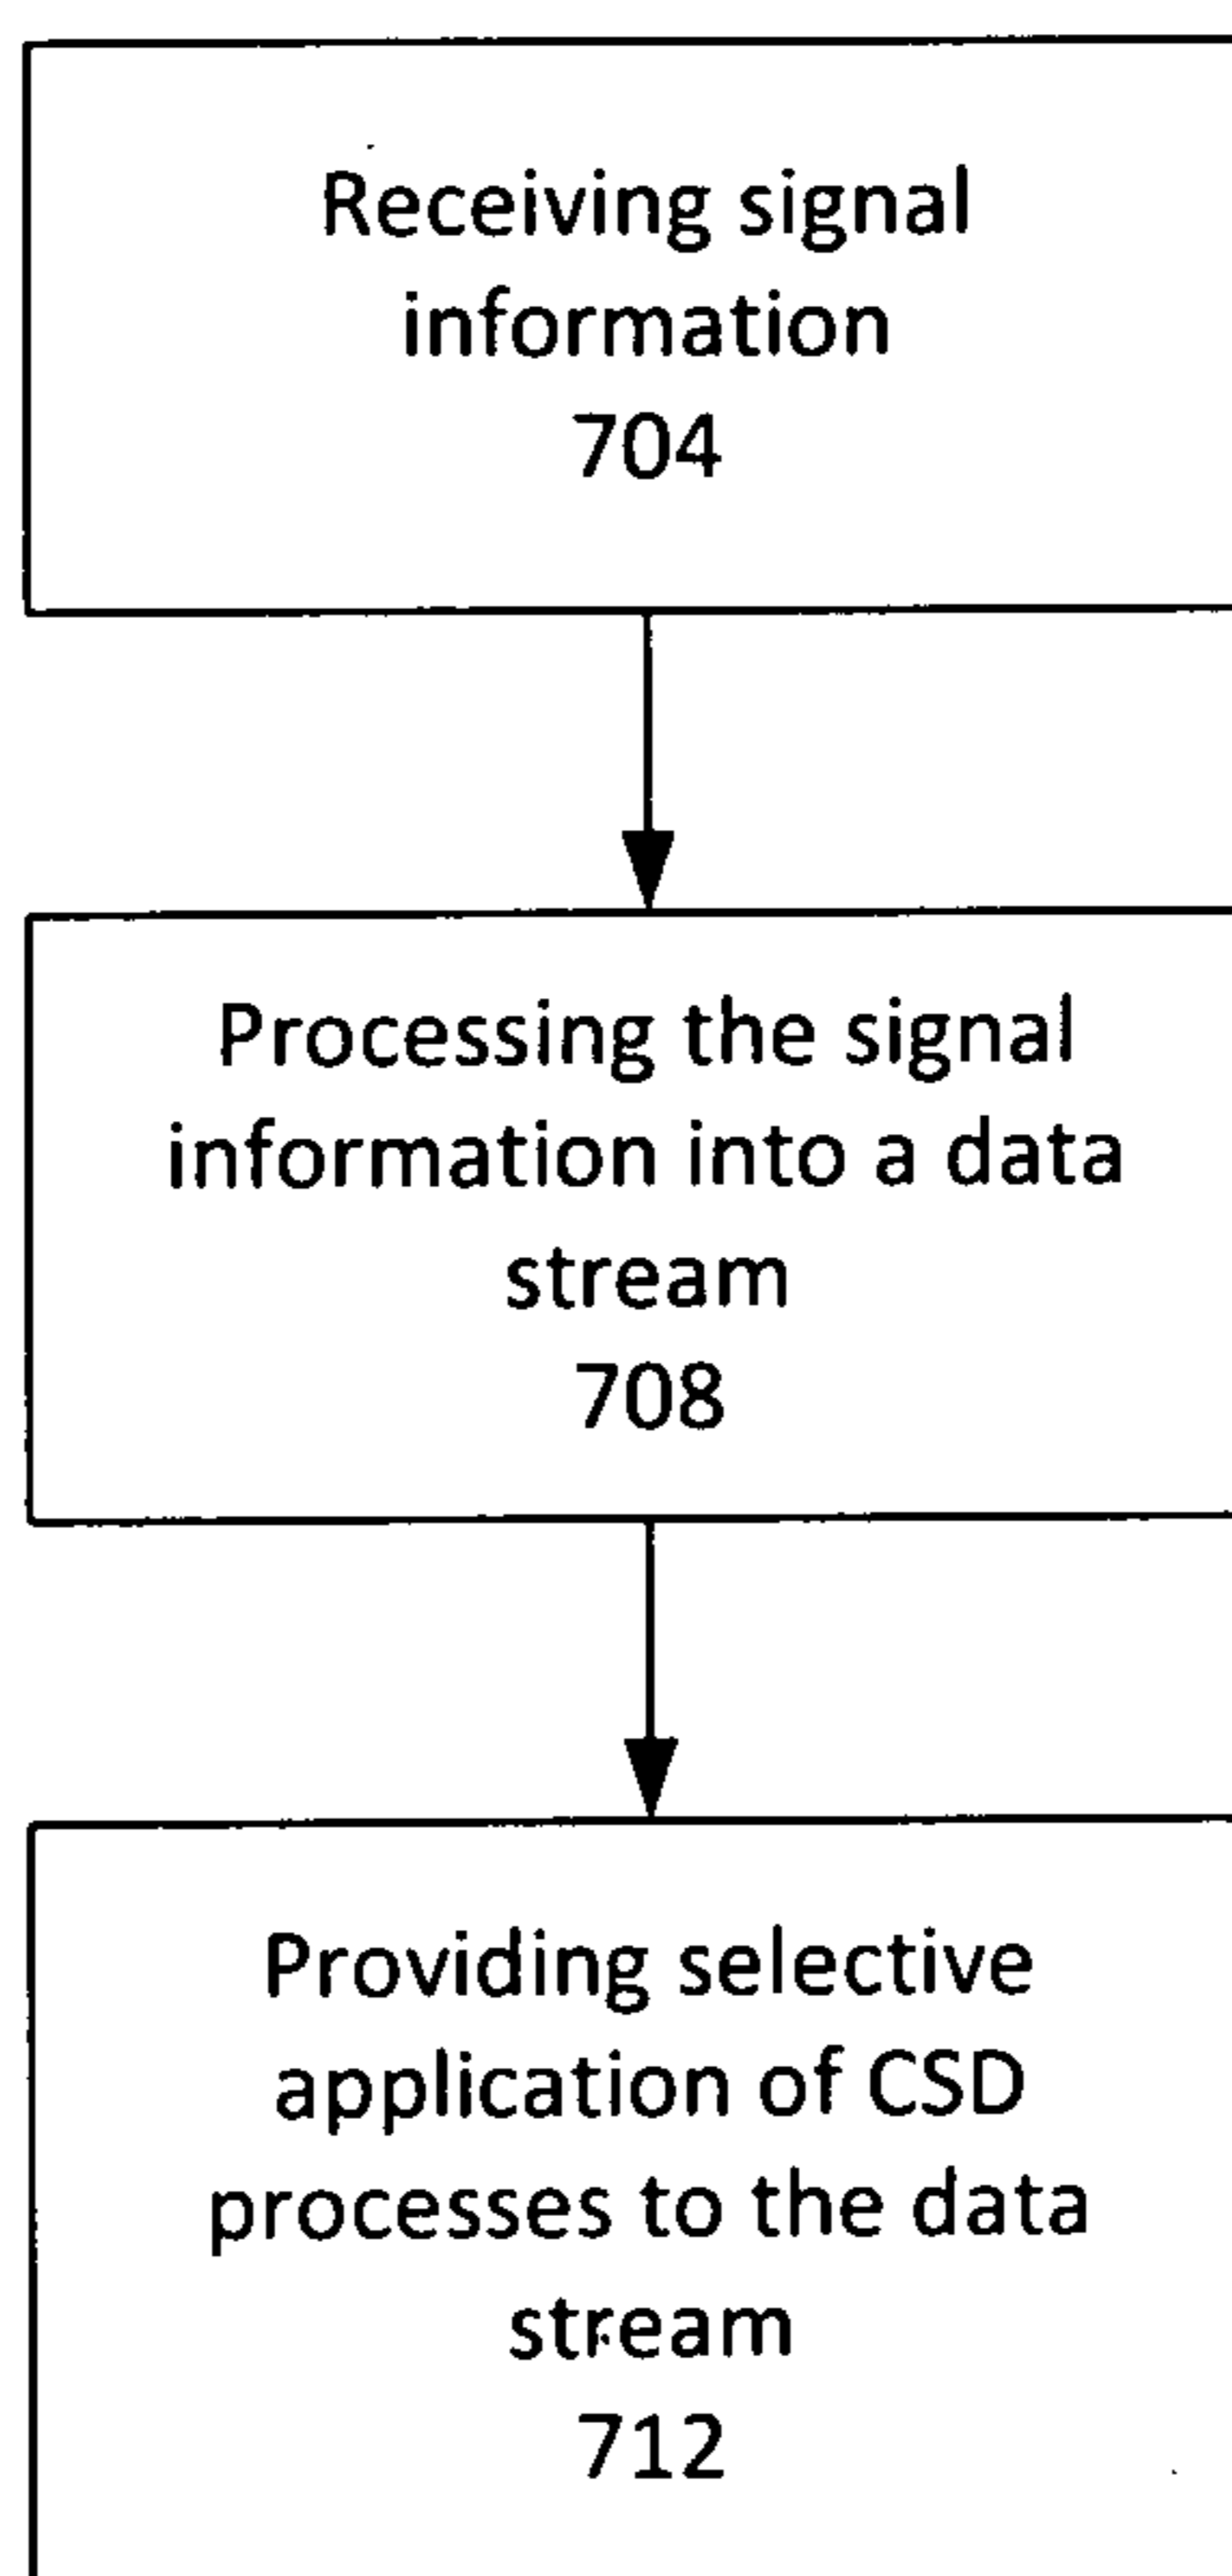 Receiving signal
information
704
Processing the signal
information into a data
stream
708
Providing selective
application of CSD
processes to the data
stream
712